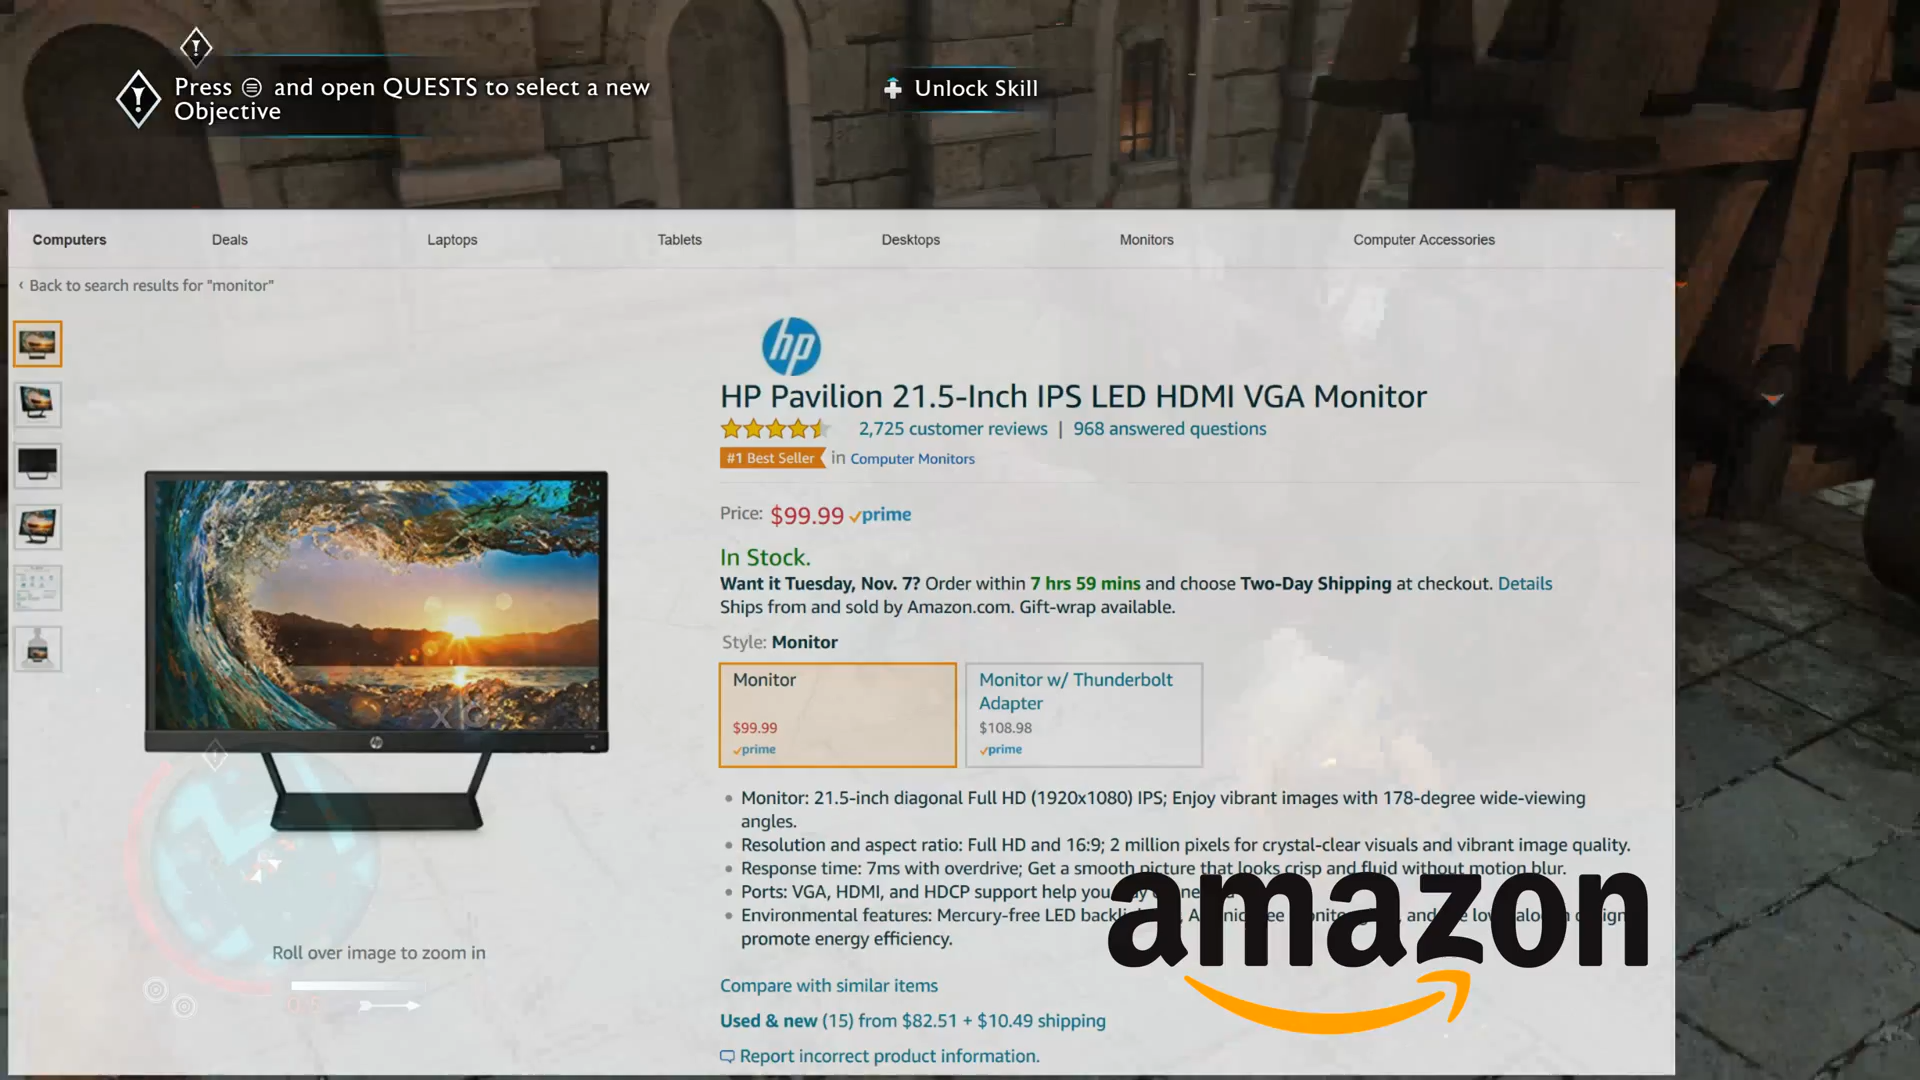 Press and open QUESTS to select a new
Objective
Unlock Skill
Computers
Deals
Laptops
Tablets
Desktops
Monitors
Computer Accessories
‹ Back to search results for "monitor"
hp
HP Pavilion 21.5-Inch IPS LED HDMI VGA Monitor
2,725 customer reviews | 968 answered questions
#1 Best Seller in Computer Monitors
Price: $99.99 prime
In Stock.
Want it Tuesday, Nov. 7? Order within 7 hrs 59 mins and choose Two-Day Shipping at checkout. Details
Ships from and sold by Amazon.com. Gift-wrap available.
Style: Monitor
Monitor
$99.99
prime
Monitor w/ Thunderbolt
Adapter
$108.98
prime
Monitor: 21.5-inch diagonal Full HD (1920x1080) IPS; Enjoy vibrant images with 178-degree wide-viewing
angles.
Resolution and aspect ratio: Full HD and 16:9; 2 million pixels for crystal-clear visuals and vibrant image quality.
Response time: 7ms with overdrive; Get a smooth picture that looks crisp and fluid without motion blur.
Ports: VGA, HDMI, and HDCP support help you
Environmental features: Mercury-free LED and
promote energy efficiency.
amazon
Roll over image to zoom in
Compare with similar items
Used & new (15) from $82.51 + $10.49 shipping
Report incorrect product information.